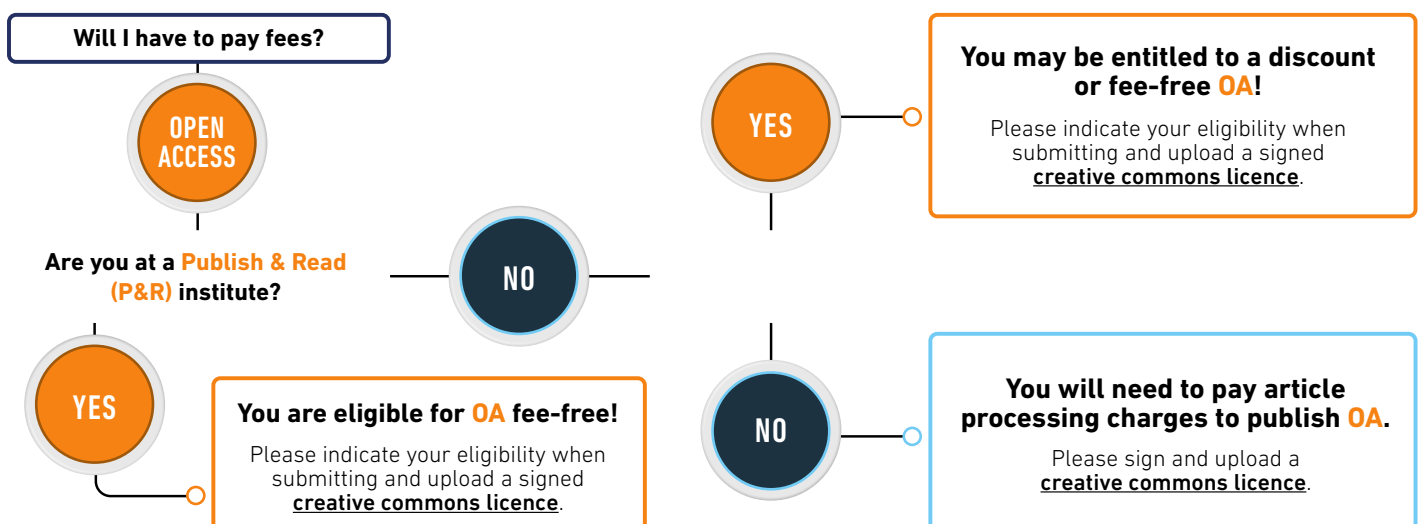 Will I have to pay fees?
OPEN
ACCESS
Are you at a Publish & Read
(P&R) institute?
NO
YES
You are eligible for OA fee-free!
Please indicate your eligibility when
submitting and upload a signed
creative commons licence.
YES
You may be entitled to a discount
or fee-free OA!
Please indicate your eligibility when
submitting and upload a signed
creative commons licence.
NO
You will need to pay article
processing charges to publish OA.
Please sign and upload a
creative commons licence.